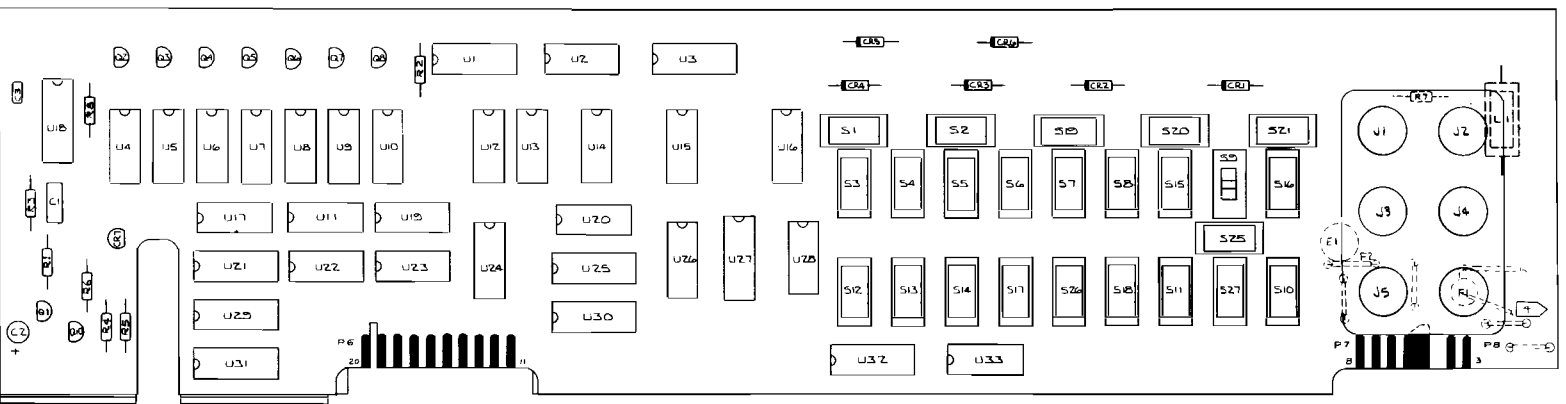 CR5 CR6
Q2 Q3 Q4 Q5 Q6 Q7 Q8 R2 U1 U2 U3
CR4 CR3 CR2 CR1
C3 R8 R7
U18 U4 U5 U6 U7 U8 U9 U10 U12 U13 U14 U15 U16
S1 S2 S19 S20 S21 J1 J2 L1
S3 S4 S5 S6 S7 S8 S15 S9 S16
R3 C1 U17 U11 U19 U20 J3 J4
CR7 S25 E1
R1 U21 U22 U23 U24 U25 U26 U27 U28 F2
R6 S12 S13 S14 S17 S26 S18 S11 S27 S10 J5 F1
Q1 U29 U30 4
C2 + R4 R5
P6 P7 P8
20 11 8 3
U31 U32 U33